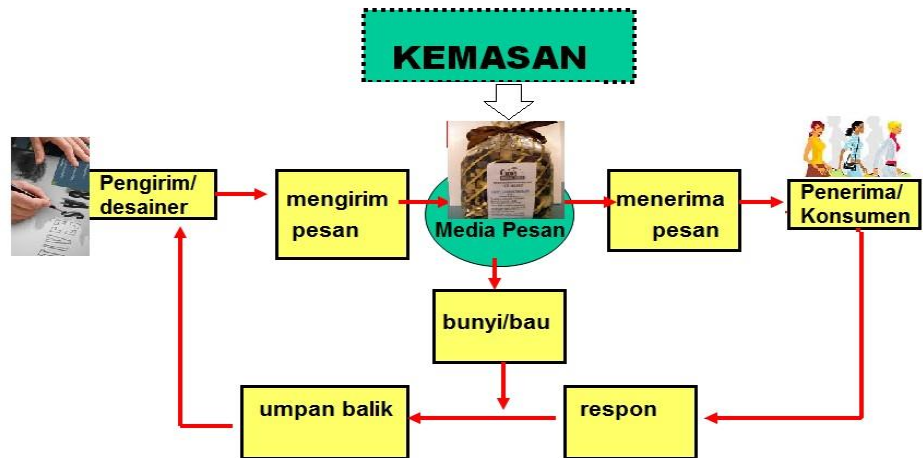 KEMASAN
Pengirim/
desainer
mengirim
pesan
Media Pesan
menerima
pesan
Penerima/
Konsumen
bunyi/bau
umpan balik
respon